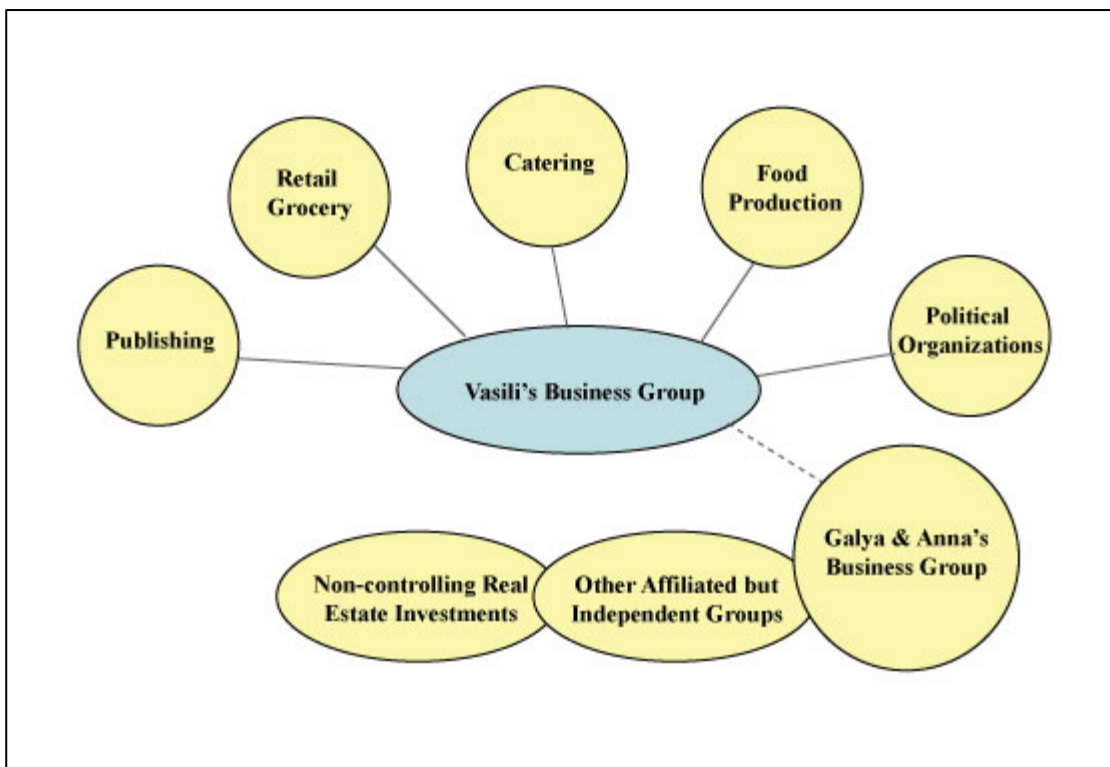 Catering
Retail
Grocery
Food
Production
Publishing
Political
Organizations
Vasili's Business Group
Galya & Anna's
Business Group
Non-controlling Real
Estate Investments
Other Affiliated but
Independent Groups